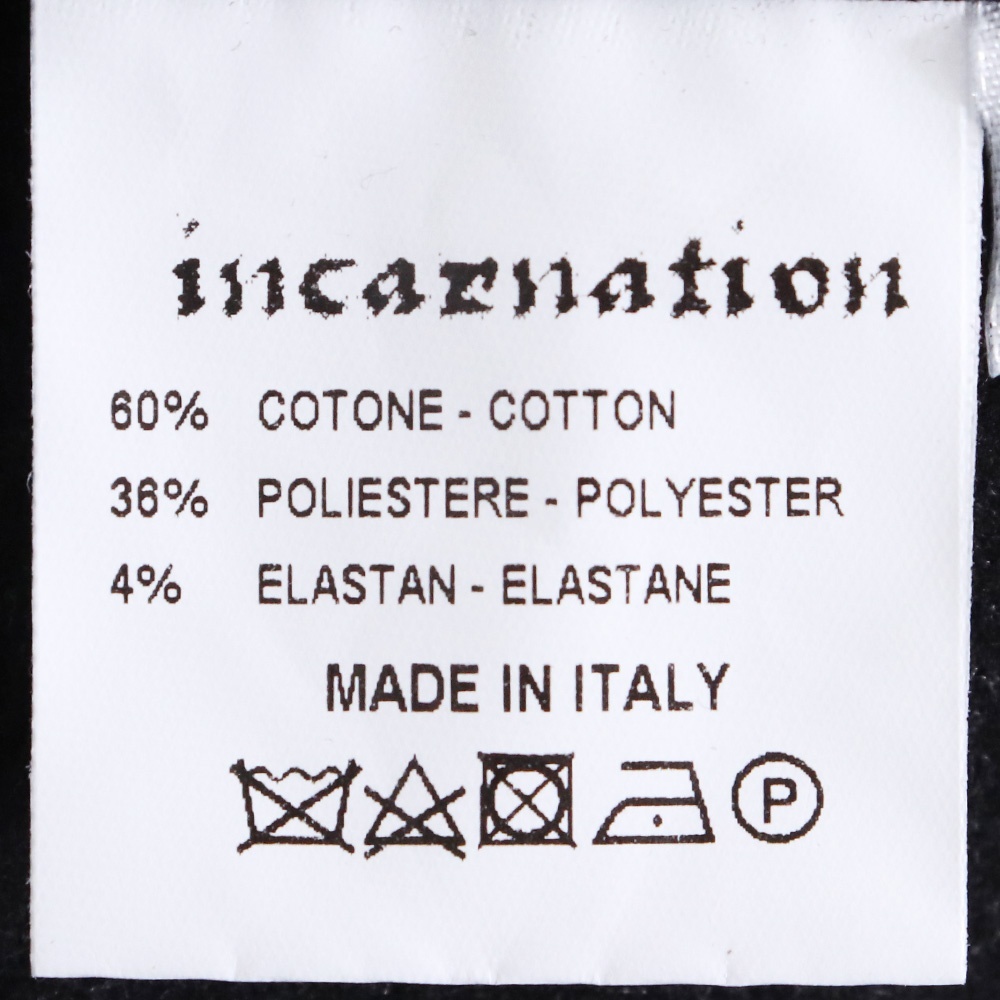 incarnation
60% COTONE - COTTON
36% POLIESTERE - POLYESTER
4% ELASTAN - ELASTANE
MADE IN ITALY
P